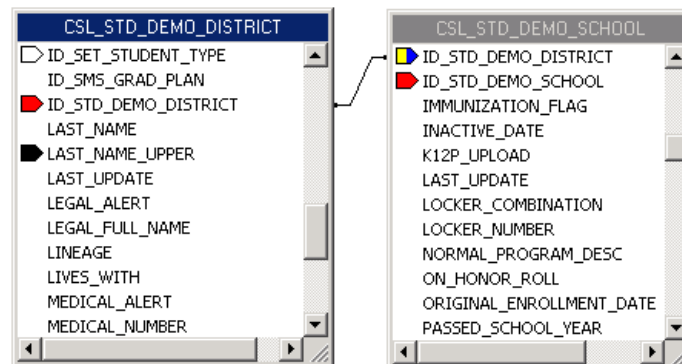 CSL_STD_DEMO_DISTRICT
ID_SET_STUDENT_TYPE
ID_SMS_GRAD_PLAN
ID_STD_DEMO_DISTRICT
LAST_NAME
LAST_NAME_UPPER
LAST_UPDATE
LEGAL_ALERT
LEGAL_FULL_NAME
LINEAGE
LIVES_WITH
MEDICAL_ALERT
MEDICAL_NUMBER
CSL_STD_DEMO_SCHOOL
ID_STD_DEMO_DISTRICT
ID_STD_DEMO_SCHOOL
IMMUNIZATION_FLAG
INACTIVE_DATE
K12P_UPLOAD
LAST_UPDATE
LOCKER_COMBINATION
LOCKER_NUMBER
NORMAL_PROGRAM_DESC
ON_HONOR_ROLL
ORIGINAL_ENROLLMENT_DATE
PASSED_SCHOOL_YEAR